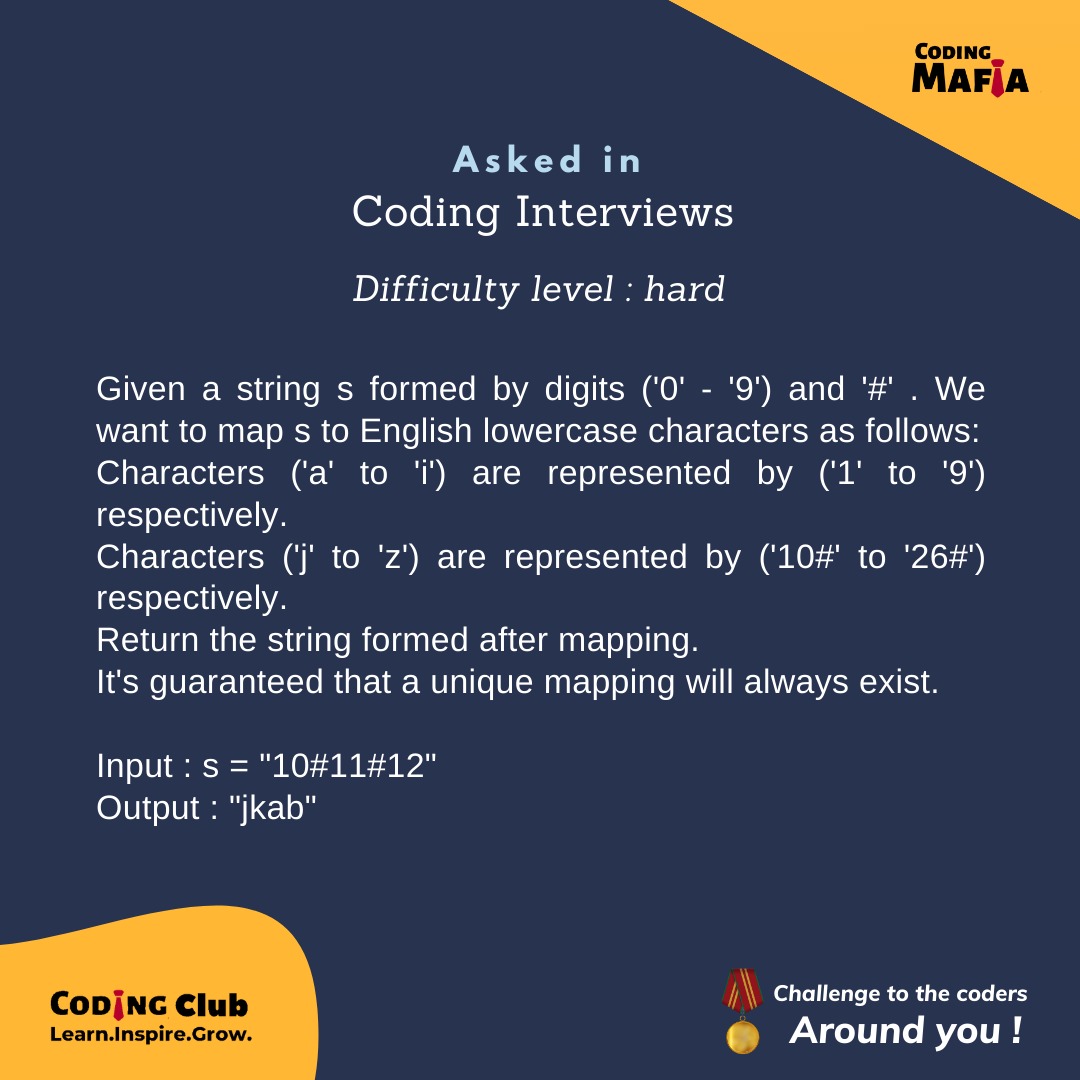 CODING
MAFIA
Asked in
Coding Interviews
Difficulty level : hard
Given a string s formed by digits ('0' - '9') and '#' . We
want to map s to English lowercase characters as follows:
Characters ('a' to 'i') are represented by ('1' to '9')
respectively.
Characters ('j' to 'z') are represented by ('10#' to '26#')
respectively.
Return the string formed after mapping.
It's guaranteed that a unique mapping will always exist.
Input : s = "10#11#12"
Output : "jkab"
CODING Club
Learn.Inspire.Grow.
Challenge to the coders
Around you !